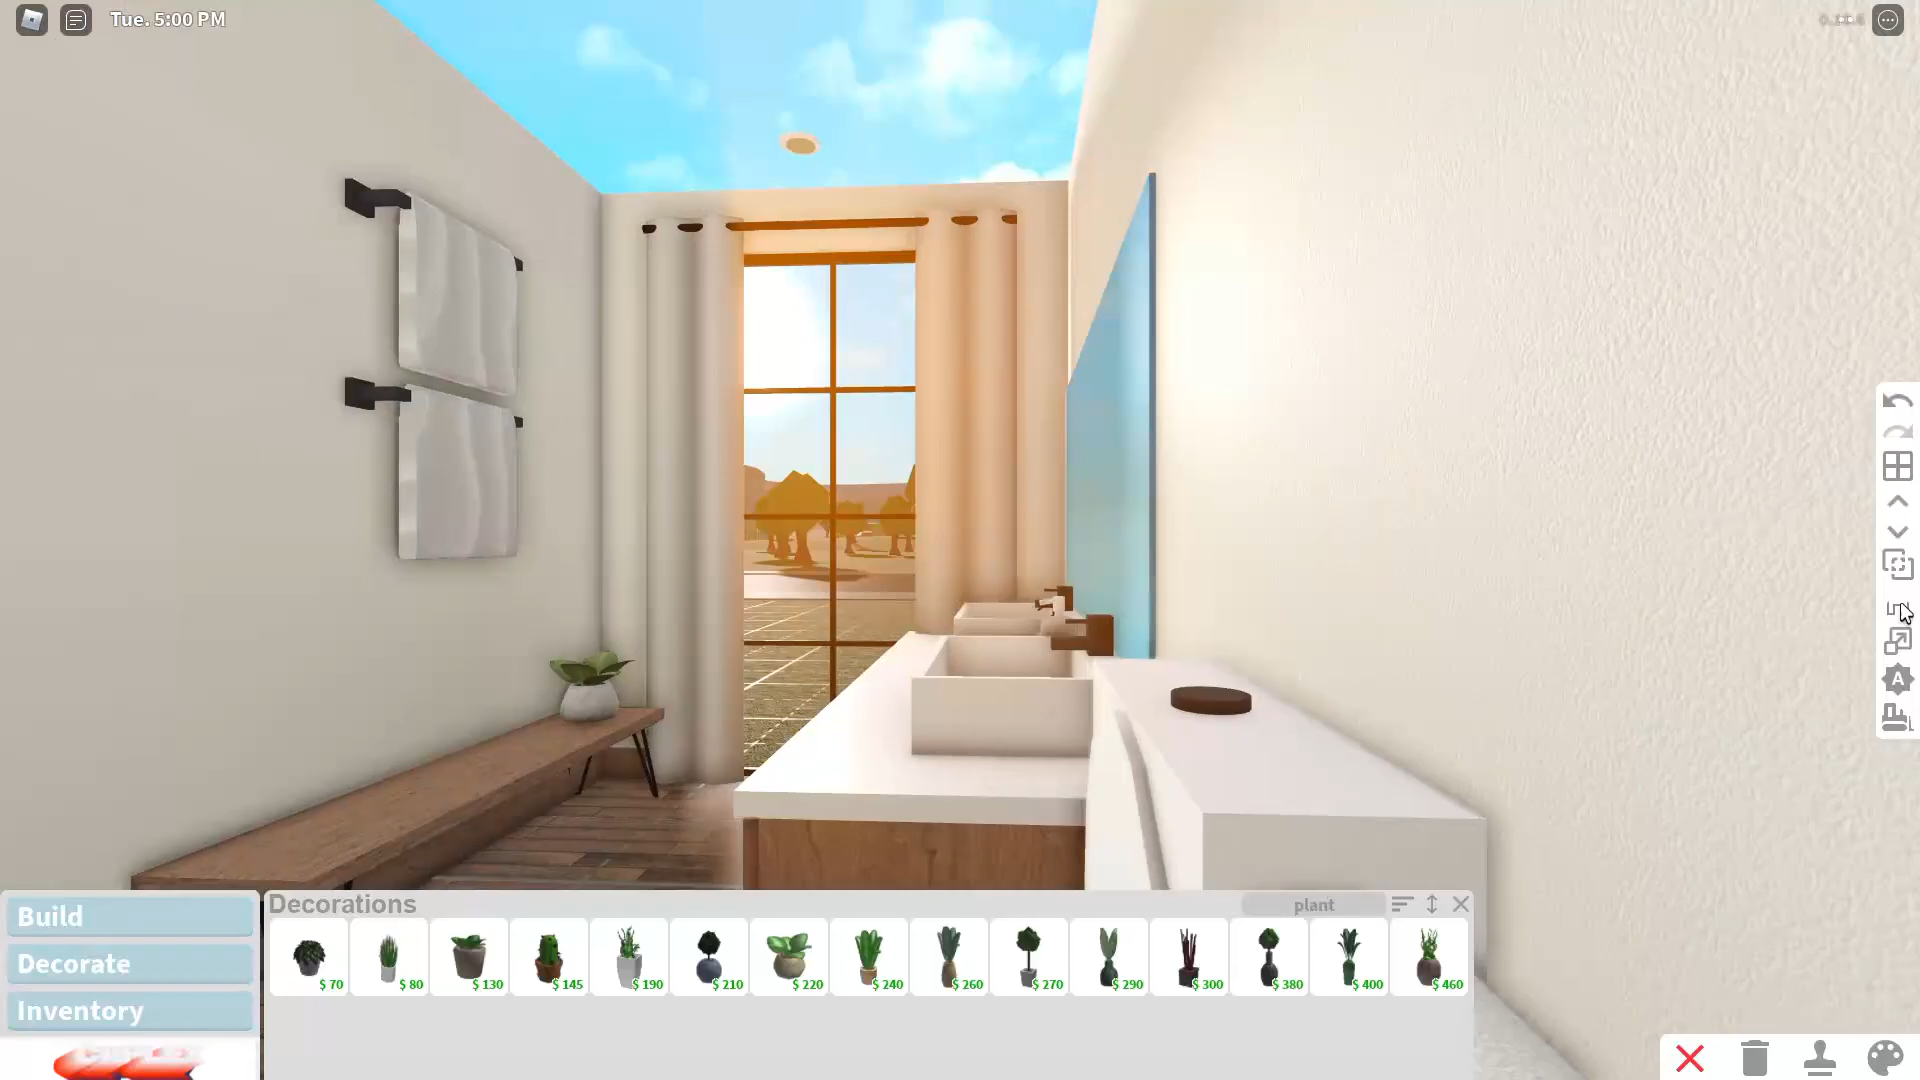 Tue. 5:00 PM
Decorations
plant
Build
Decorate
Inventory
$ 70
$ 80
$ 130
$ 145
$ 190
$ 210
$ 220
$ 240
$ 260
$ 270
$ 290
$ 300
$ 380
$ 400
$ 460
A